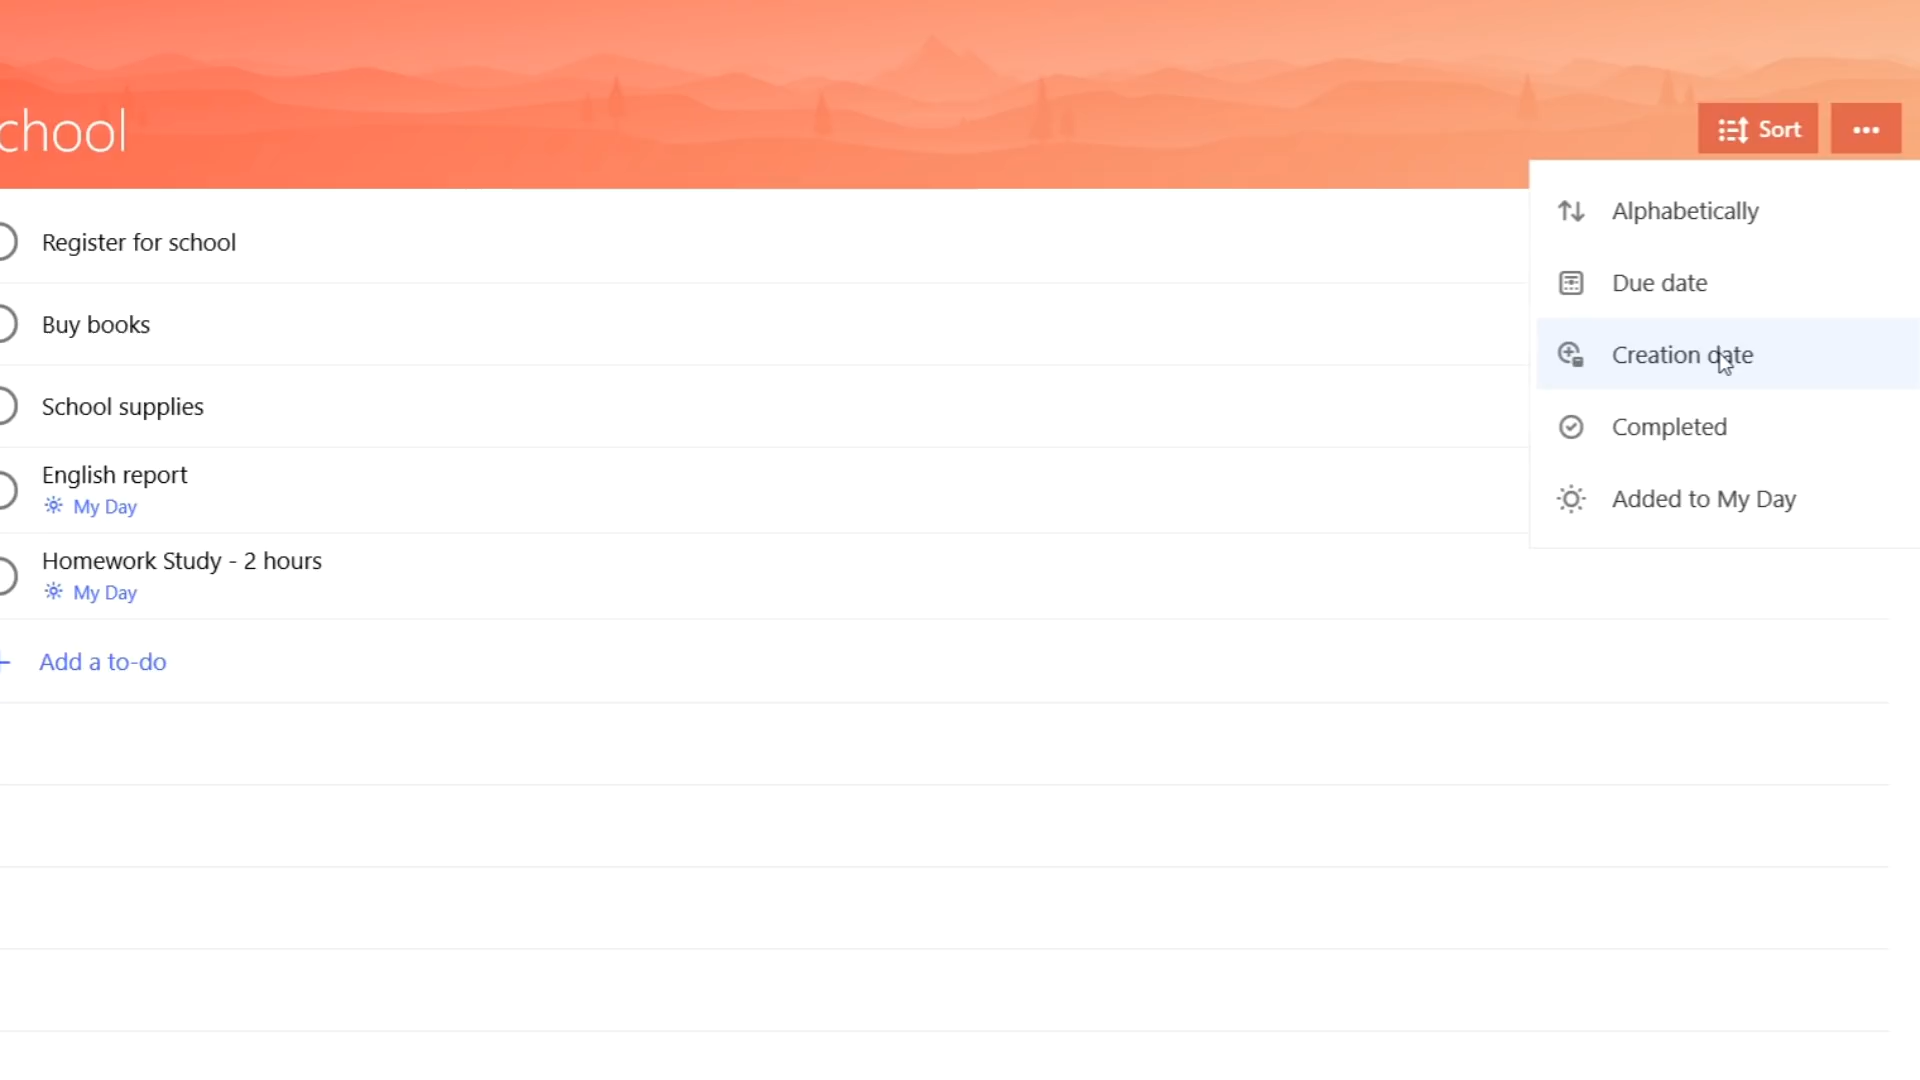 chool
Sort
Alphabetically
Due date
Creation date
Completed
Added to My Day
Register for school
Buy books
School supplies
English report
My Day
Homework Study - 2 hours
My Day
Add a to-do